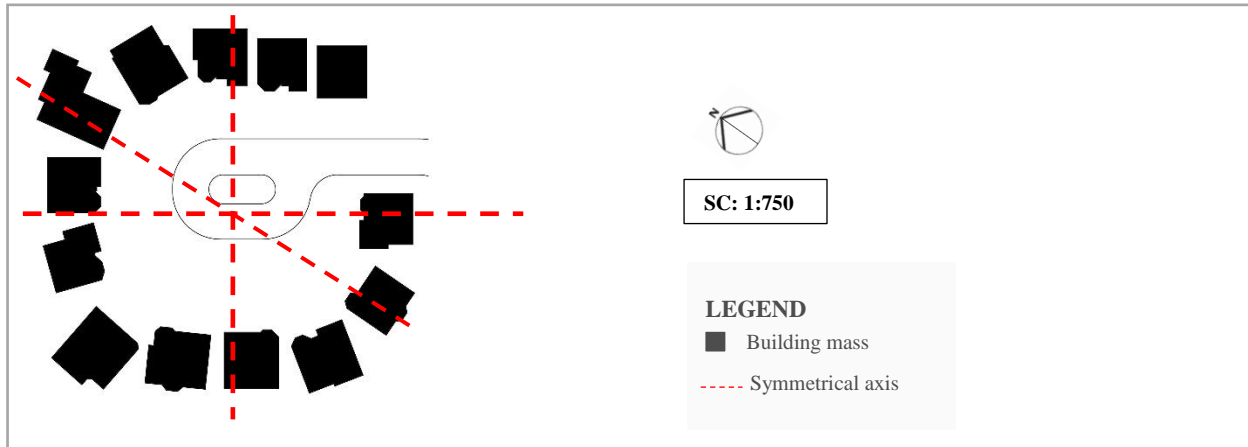 N
SC: 1:750
LEGEND
Building mass
Symmetrical axis